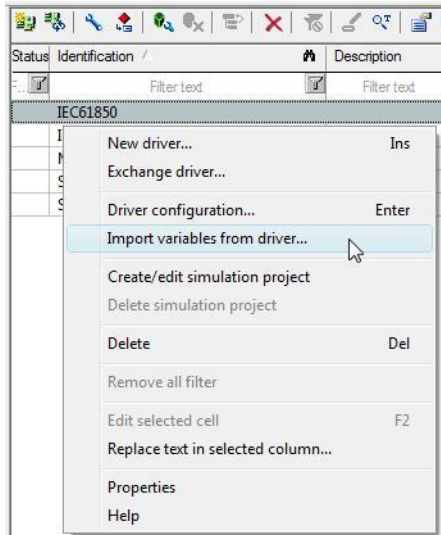 Status Identification Description
F... Filter text Filter text
IEC61850
I
New driver... Ins
Exchange driver...
Driver configuration... Enter
Import variables from driver...
Create/edit simulation project
Delete simulation project
Delete Del
Remove all filter
Edit selected cell F2
Replace text in selected column...
Properties
Help